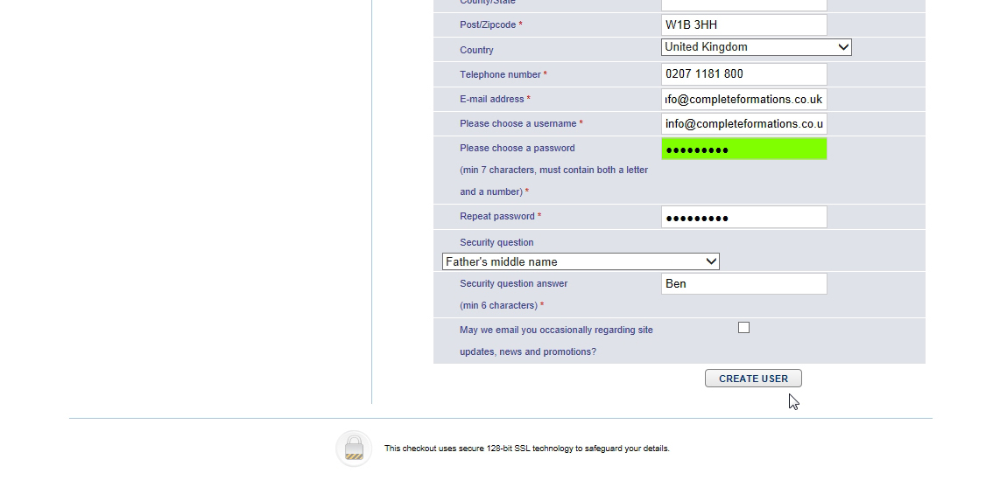 County/State
Post/Zipcode * W1B 3HH
Country United Kingdom
Telephone number * 0207 1181 800
E-mail address * nfo@completeformations.co.uk
Please choose a username * info@completeformations.co.u
Please choose a password ●●●●●●●●●
(min 7 characters, must contain both a letter
and a number) *
Repeat password * ●●●●●●●●●
Security question
Father's middle name
Security question answer Ben
(min 6 characters) *
May we email you occasionally regarding site
updates, news and promotions?
CREATE USER
This checkout uses secure 128-bit SSL technology to safeguard your details.